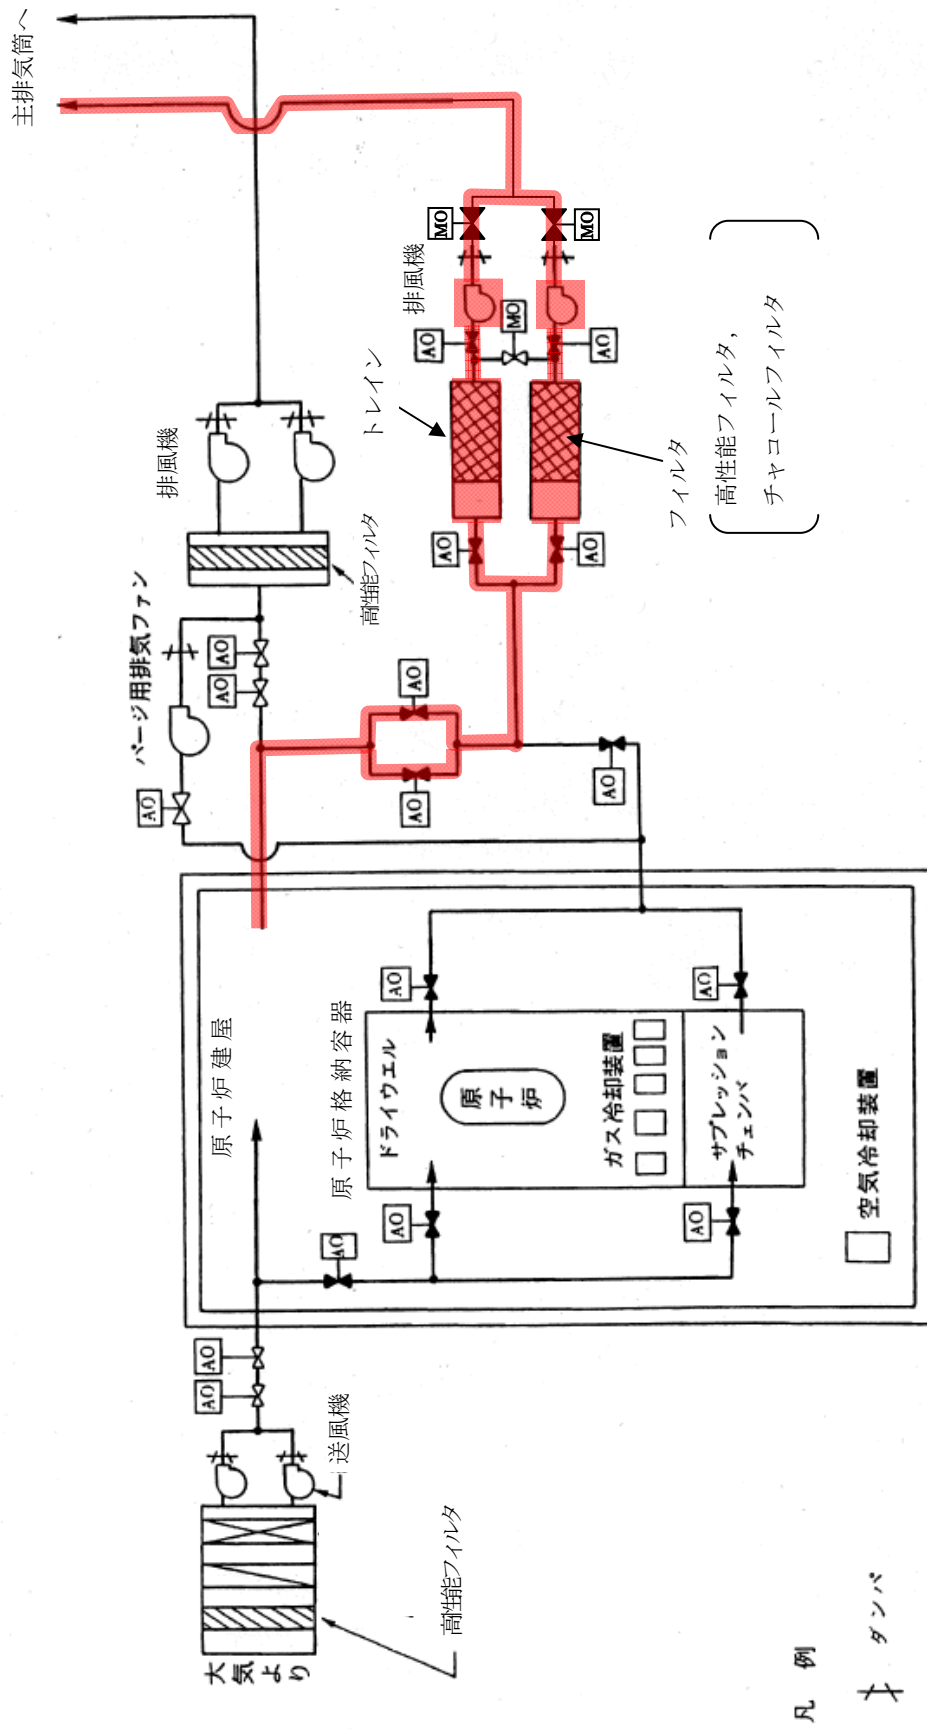 主排気筒へ
排風機
高性能フィルタ
パージ用排気ファン
AO
AO
AO
排風機
MO
MO
MO
AO
AO
トレイン
フィルタ
高性能フィルタ,
チャコールフィルタ
AO
AO
AO
AO
AO
原子炉建屋
原子炉格納容器
ドライウエル
原子炉
ガス冷却装置
サプレッション
チェンバ
空気冷却装置
AO
AO
AO
AO
AO
AO
AO
送風機
高性能フィルタ
大気より
凡例
ダンパ